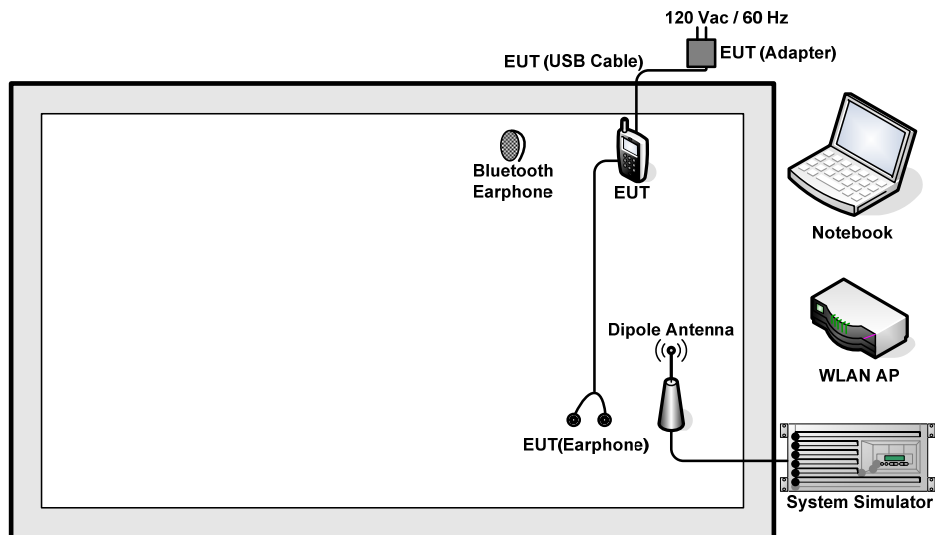 120 Vac / 60 Hz
EUT (USB Cable)
EUT (Adapter)
Bluetooth
Earphone
EUT
Notebook
Dipole Antenna
WLAN AP
EUT(Earphone)
System Simulator